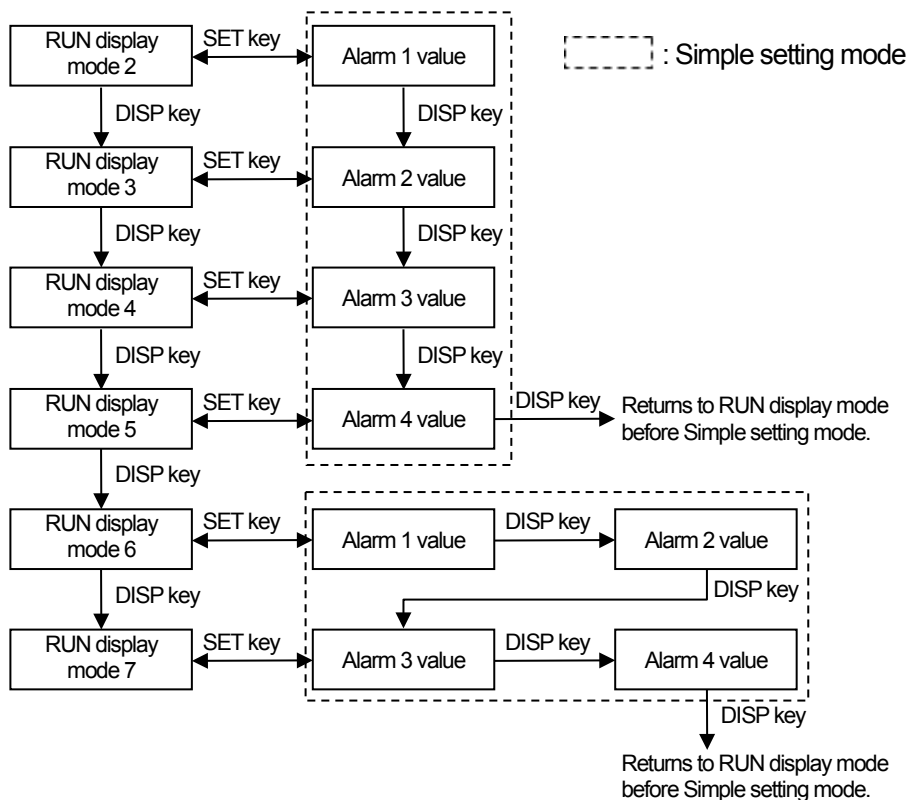 RUN display
mode 2
SET key
Alarm 1 value
: Simple setting mode
DISP key
DISP key
RUN display
mode 3
SET key
Alarm 2 value
DISP key
DISP key
RUN display
mode 4
SET key
Alarm 3 value
DISP key
DISP key
RUN display
mode 5
SET key
Alarm 4 value
DISP key
Returns to RUN display mode
before Simple setting mode.
DISP key
RUN display
mode 6
SET key
Alarm 1 value
DISP key
Alarm 2 value
DISP key
DISP key
RUN display
mode 7
SET key
Alarm 3 value
DISP key
Alarm 4 value
DISP key
Returns to RUN display mode
before Simple setting mode.